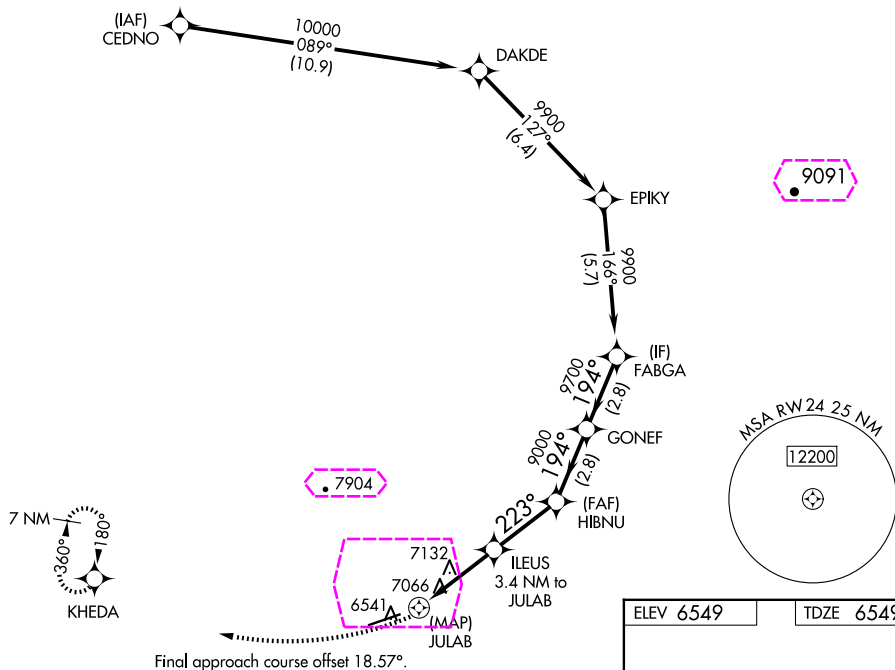 (IAF)
CEDNO
10000
089°
(10.9)
DAKDE
9900
127°
(6.4)
9091
EPIKY
9900
166°
(5.7)
(IF)
FABGA
9700
194°
(2.8)
GONEF
MSA RW 24 25 NM
12200
9000
194°
(2.8)
7904
(FAF)
HIBNU
223°
7 NM
360°
180°
KHEDA
7132
ILEUS
3.4 NM to
JULAB
7066
6541
(MAP)
JULAB
ELEV 6549
TDZE 6549
Final approach course offset 18.57°.